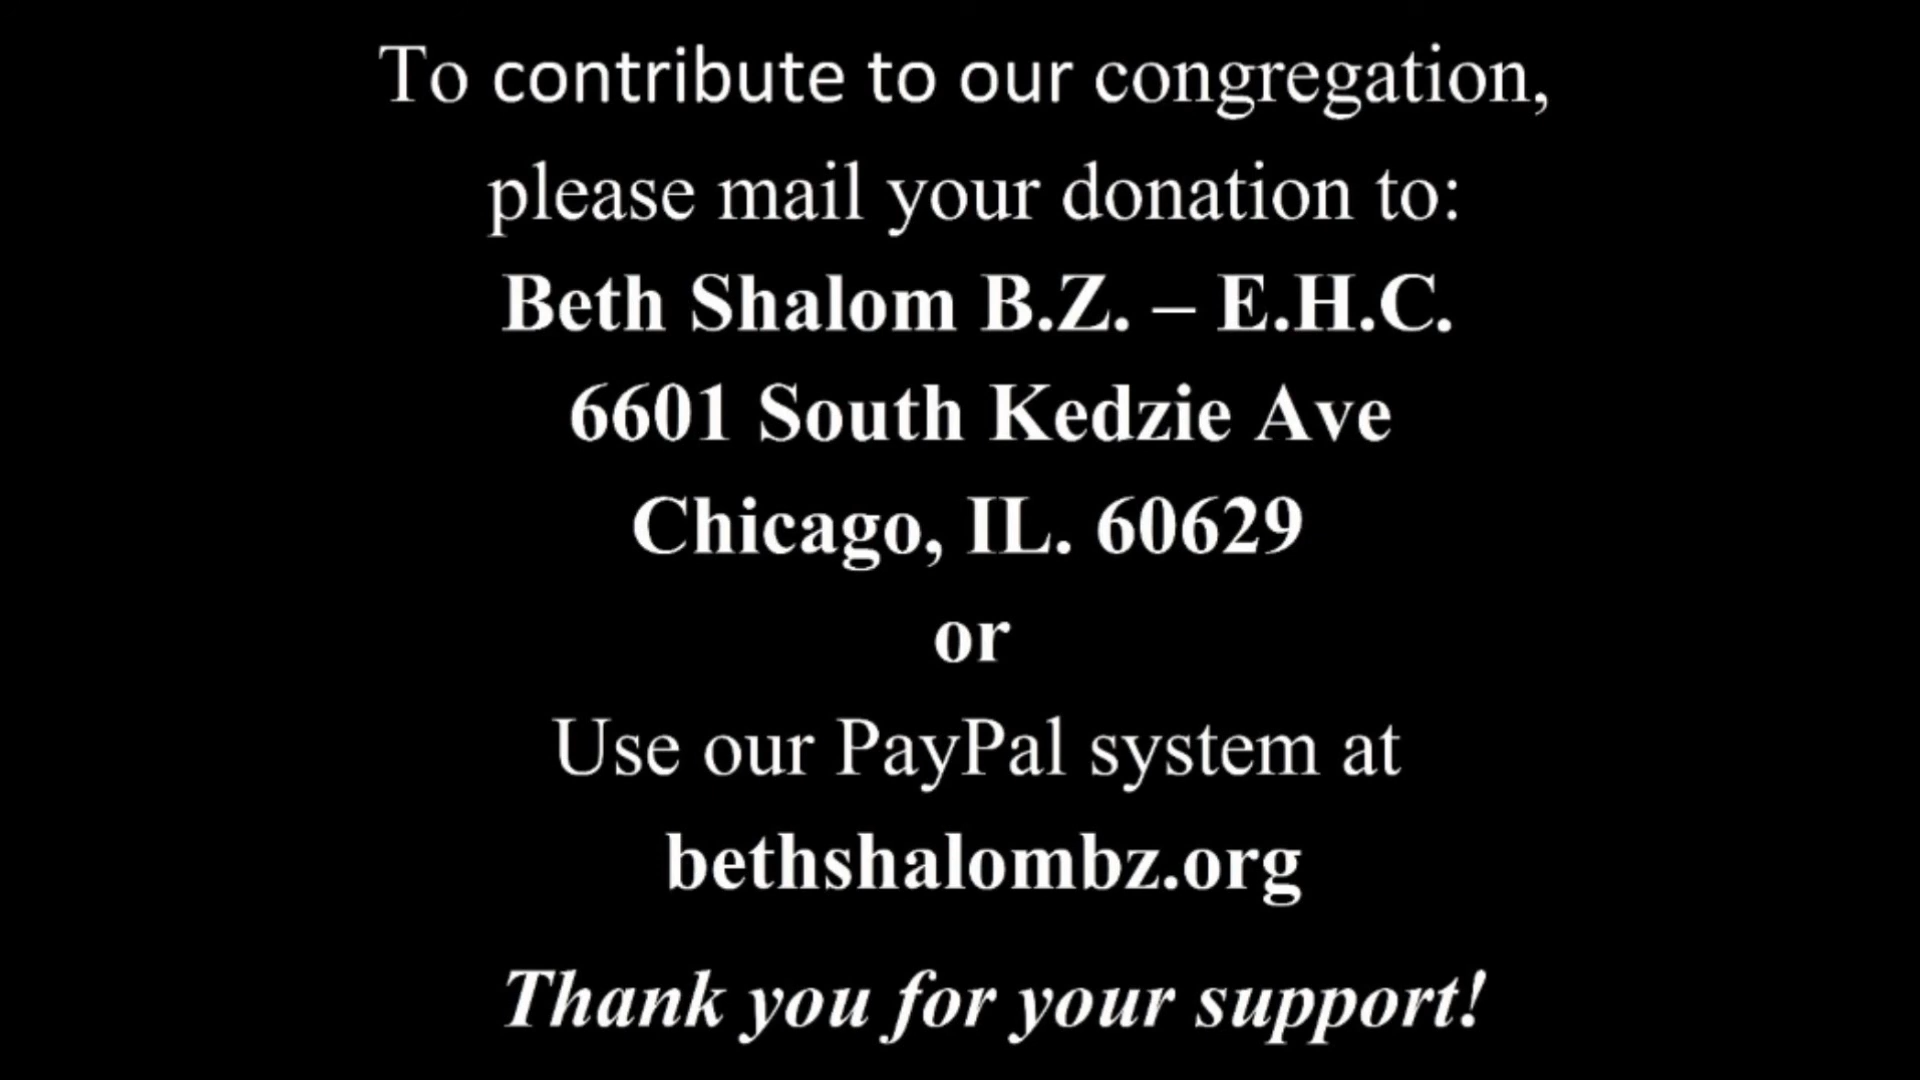 To contribute to our congregation,
please mail your donation to:
Beth Shalom B.Z. – E.H.C.
6601 South Kedzie Ave
Chicago, IL. 60629
or
Use our PayPal system at
bethshalombz.org
Thank you for your support!